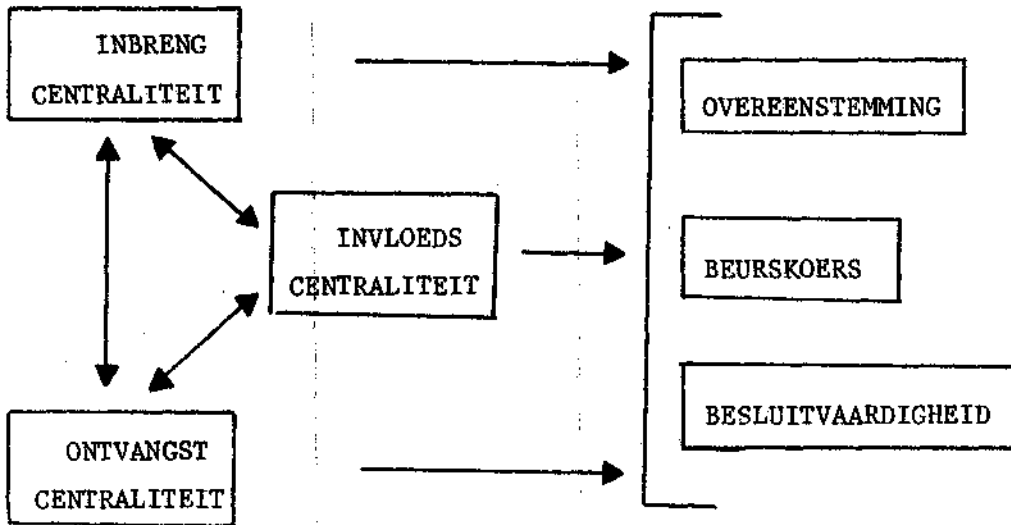 INBRENG
CENTRALITEIT
OVEREENSTEMMING
INVLOEDS
CENTRALITEIT
BEURSKOERS
BESLUITVAARDIGHEID
ONTVANGST
CENTRALITEIT